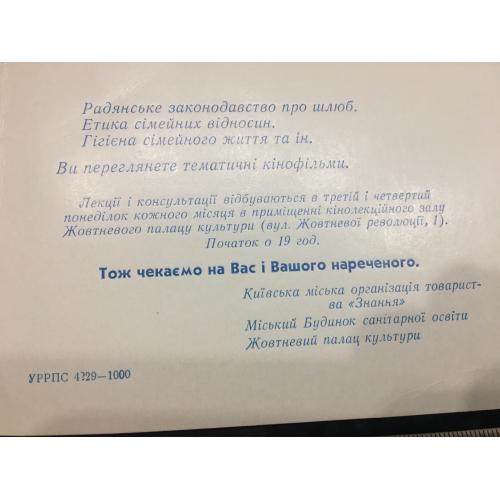 Радянське законодавство про шлюб.
Етика сімейних відносин.
Гігієна сімейного життя та ін.
Ви переглянете тематичні кінофільми.
Лекції і консультації відбуваються в третій і четвертий
понеділок кожного місяця в приміщенні кінолекційного залу
Жовтневого палацу культури (вул. Жовтневої революції, 1).
Початок о 19 год.
Тож чекаємо на Вас і Вашого нареченого.
Київська міська організація товарист-
ва «Знання»
Міський Будинок санітарної освіти
Жовтневий палац культури
УРРПС 4729—1000